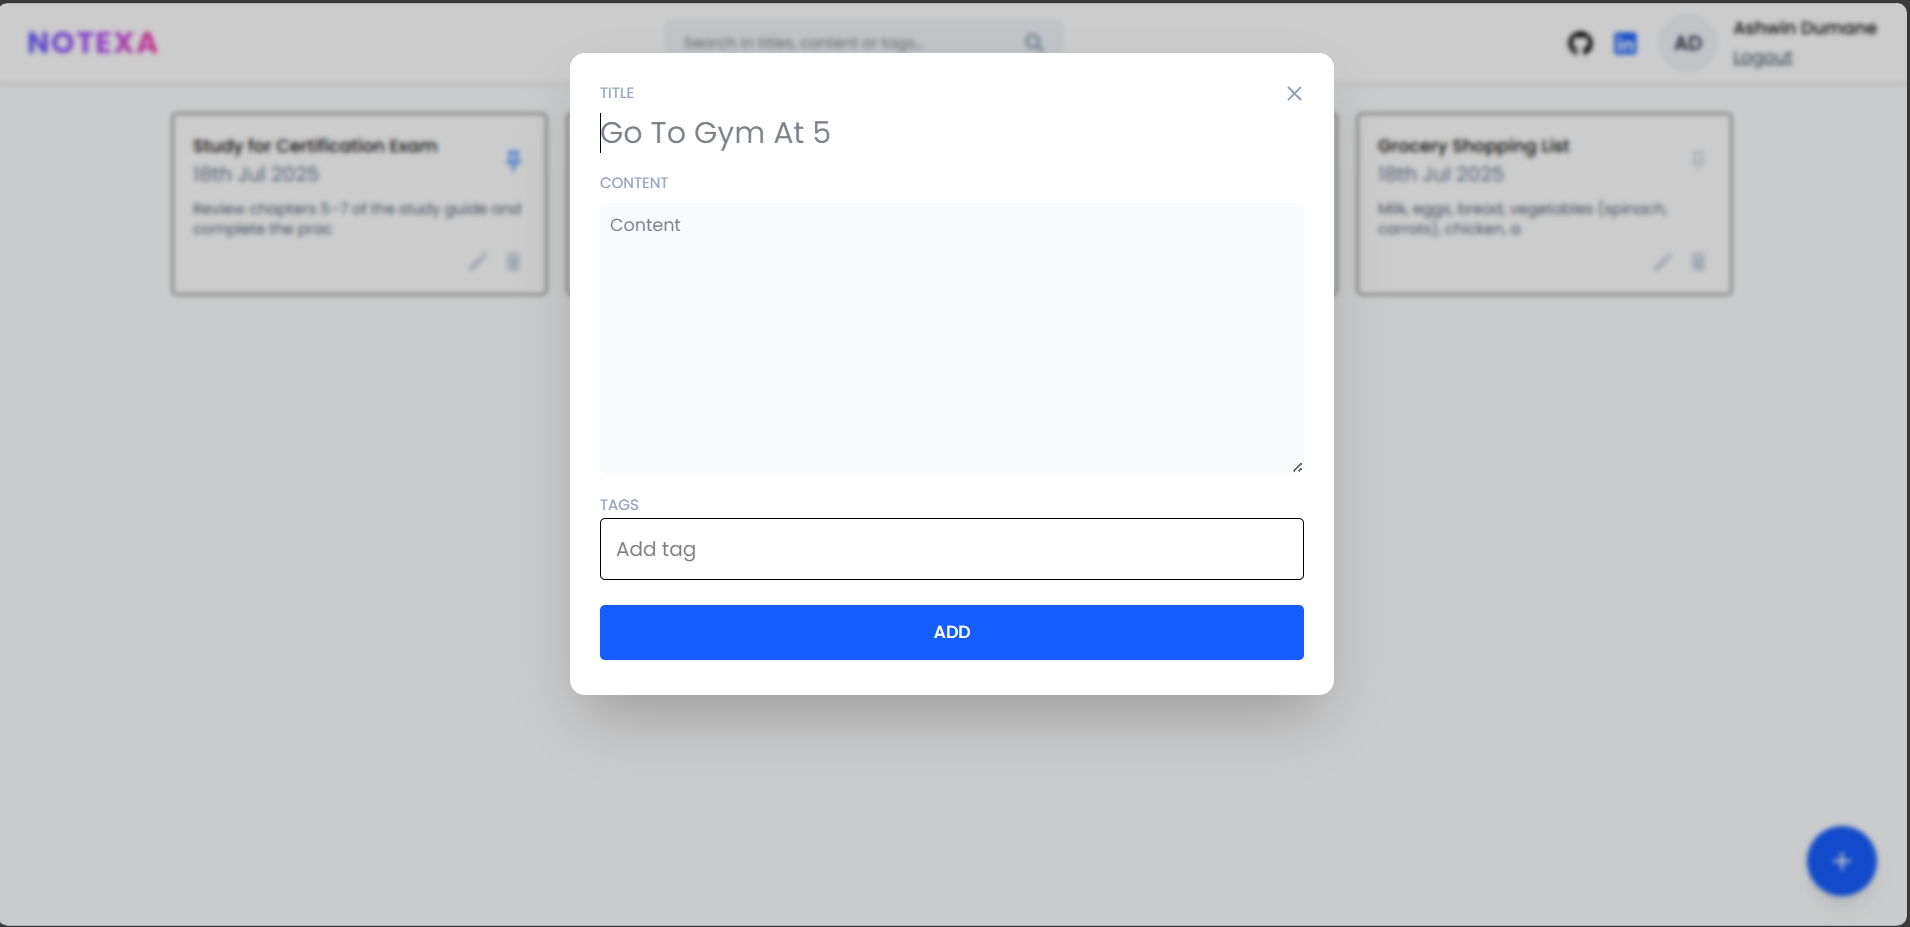 NOTEXA
Search in titles, content or tags...
AD
Ashwin Dumane
Logout
Study for Certification Exam
18th Jul 2025
Review chapters 5-7 of the study guide and
complete the prac
Grocery Shopping List
18th Jul 2025
Milk, eggs, bread, vegetables (spinach,
carrots), chicken, a
TITLE
Go To Gym At 5
CONTENT
Content
TAGS
Add tag
ADD